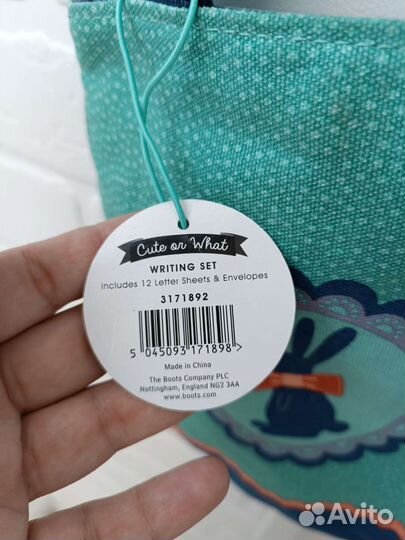 Cute or What
WRITING SET
Includes 12 Letter Sheets & Envelopes
3171892
5 045093 171898 >
Made in China
The Boots Company PLC
Nottingham, England NG2 3AA
www.boots.com
Avito